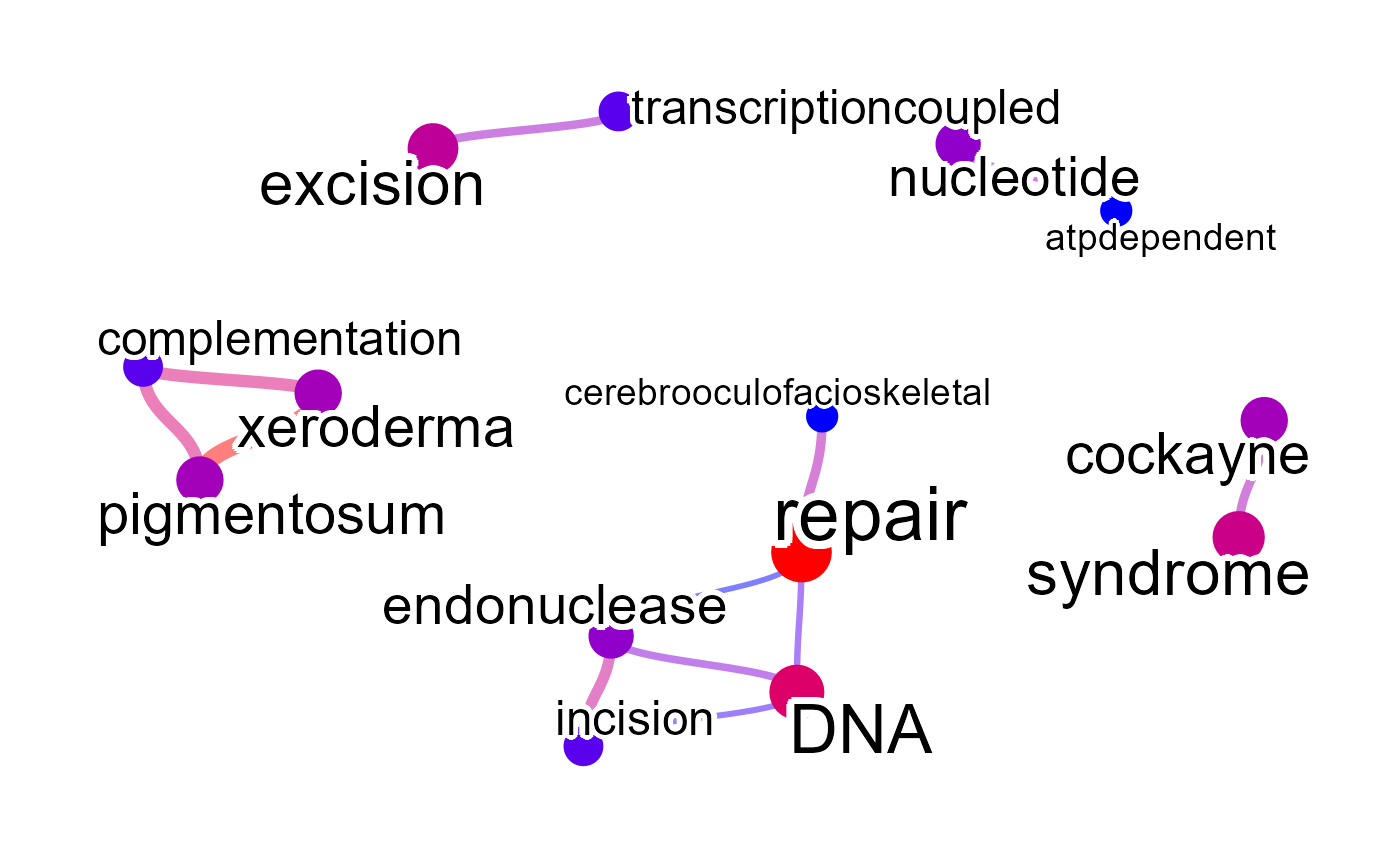 transcriptioncoupled
excision
nucleotide
atpdependent
complementation
cerebrooculofacioskeletal
xeroderma
cockayne
pigmentosum
repair
syndrome
endonuclease
incision
DNA